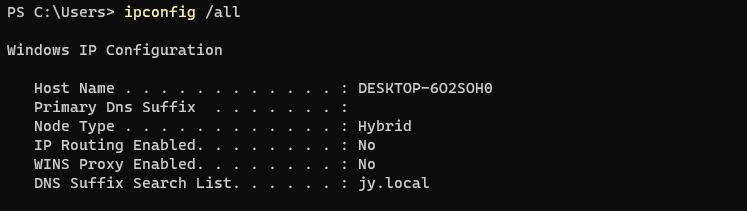 PS C:\Users> ipconfig /all
Windows IP Configuration
Host Name . . . . . . . . . . . . : DESKTOP-6O2SOH0
Primary Dns Suffix  . . . . . . . :
Node Type . . . . . . . . . . . . : Hybrid
IP Routing Enabled. . . . . . . . : No
WINS Proxy Enabled. . . . . . . . : No
DNS Suffix Search List. . . . . . : jy.local